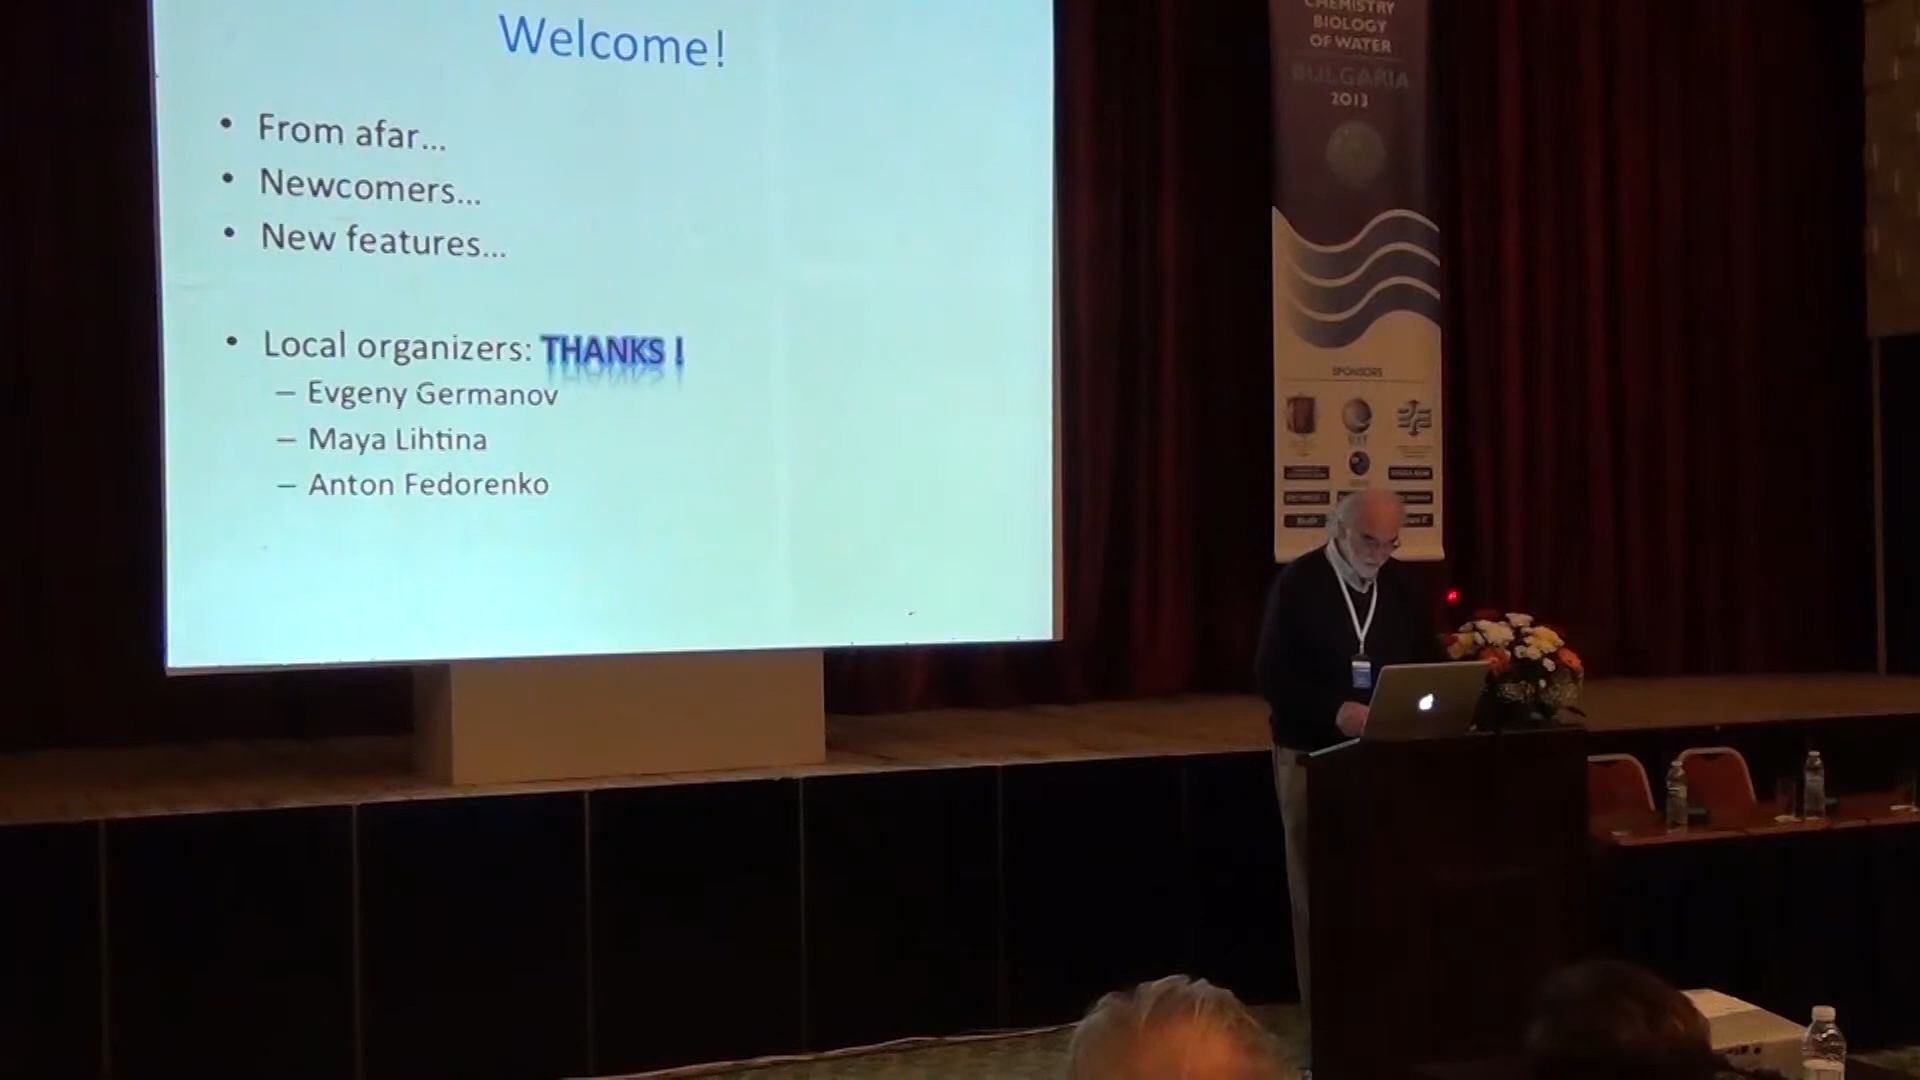 Welcome!
• From afar...
• Newcomers...
• New features...
• Local organizers: THANKS !
– Evgeny Germanov
– Maya Lihtina
– Anton Fedorenko
CHEMISTRY
BIOLOGY
OF WATER
BULGARIA
2013
SPONSORS